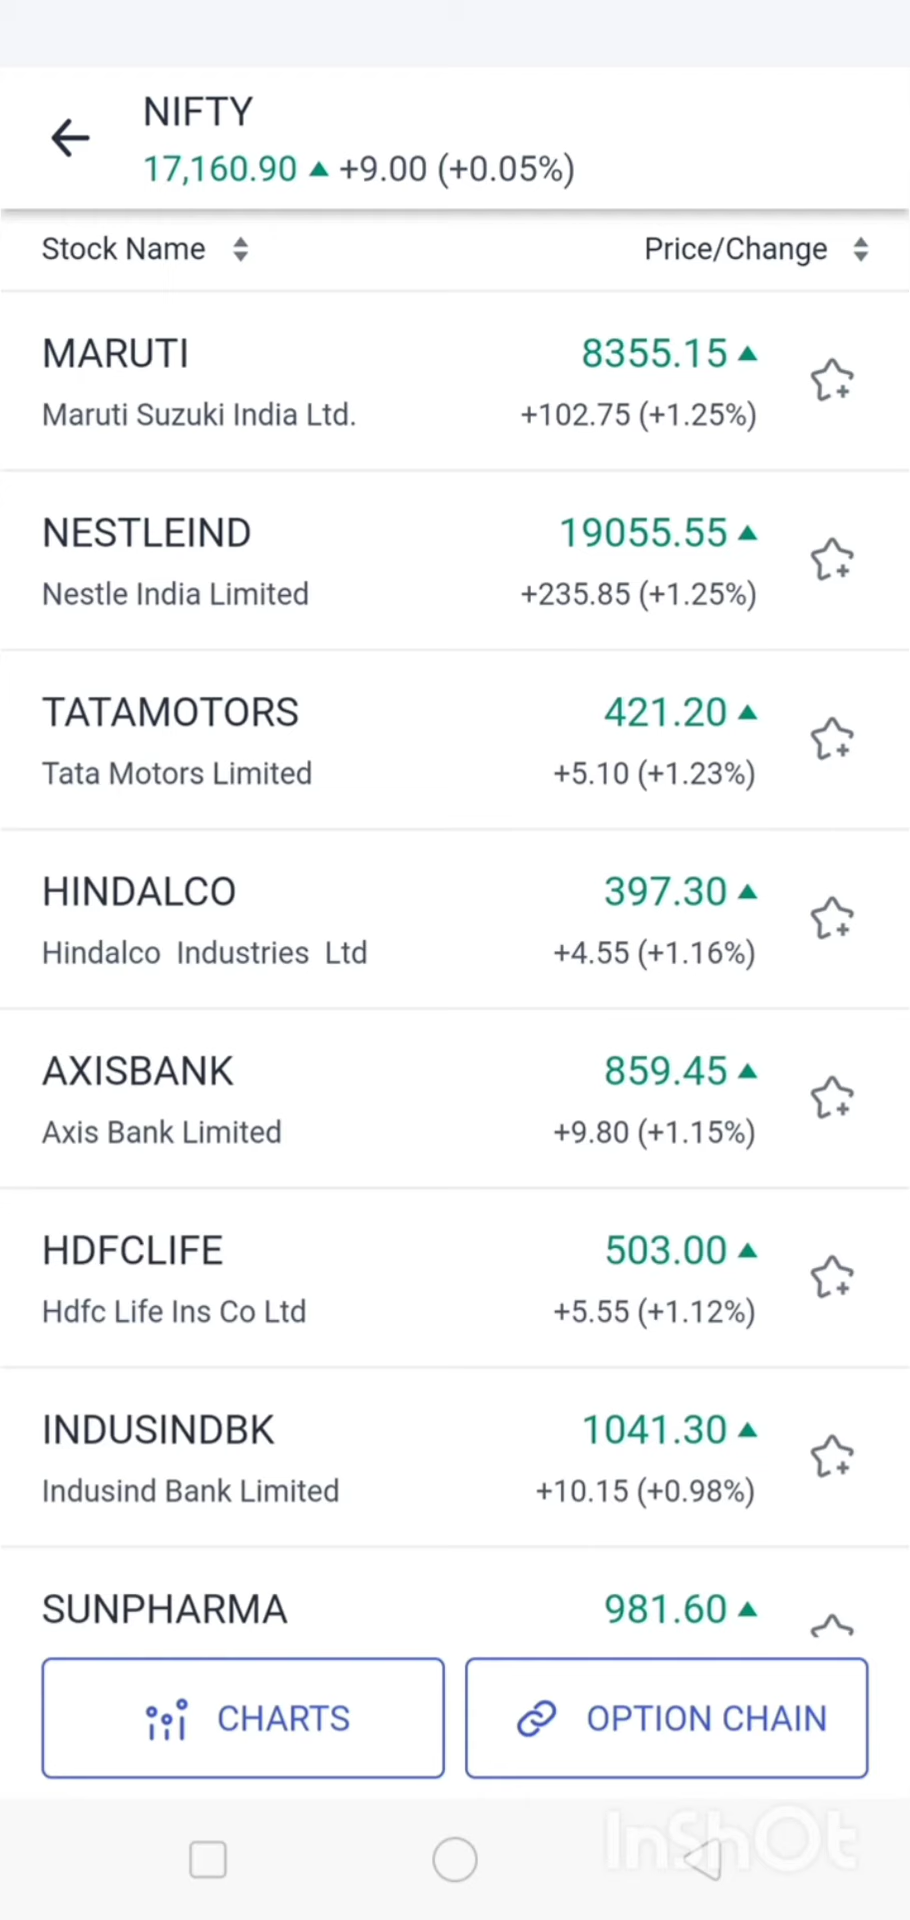 NIFTY
17,160.90 ▲ +9.00 (+0.05%)
Stock Name Price/Change
MARUTI 8355.15 ▲
Maruti Suzuki India Ltd. +102.75 (+1.25%)
NESTLEIND 19055.55 ▲
Nestle India Limited +235.85 (+1.25%)
TATAMOTORS 421.20 ▲
Tata Motors Limited +5.10 (+1.23%)
HINDALCO 397.30 ▲
Hindalco Industries Ltd +4.55 (+1.16%)
AXISBANK 859.45 ▲
Axis Bank Limited +9.80 (+1.15%)
HDFCLIFE 503.00 ▲
Hdfc Life Ins Co Ltd +5.55 (+1.12%)
INDUSINDBK 1041.30 ▲
Indusind Bank Limited +10.15 (+0.98%)
SUNPHARMA 981.60 ▲
CHARTS OPTION CHAIN
InShOt